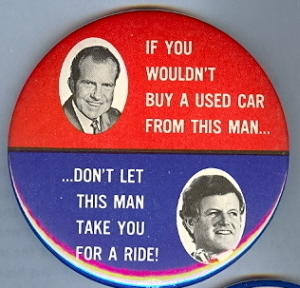 IF YOU
WOULDN'T
BUY A USED CAR
FROM THIS MAN...
...DON'T LET
THIS MAN
TAKE YOU
FOR A RIDE!